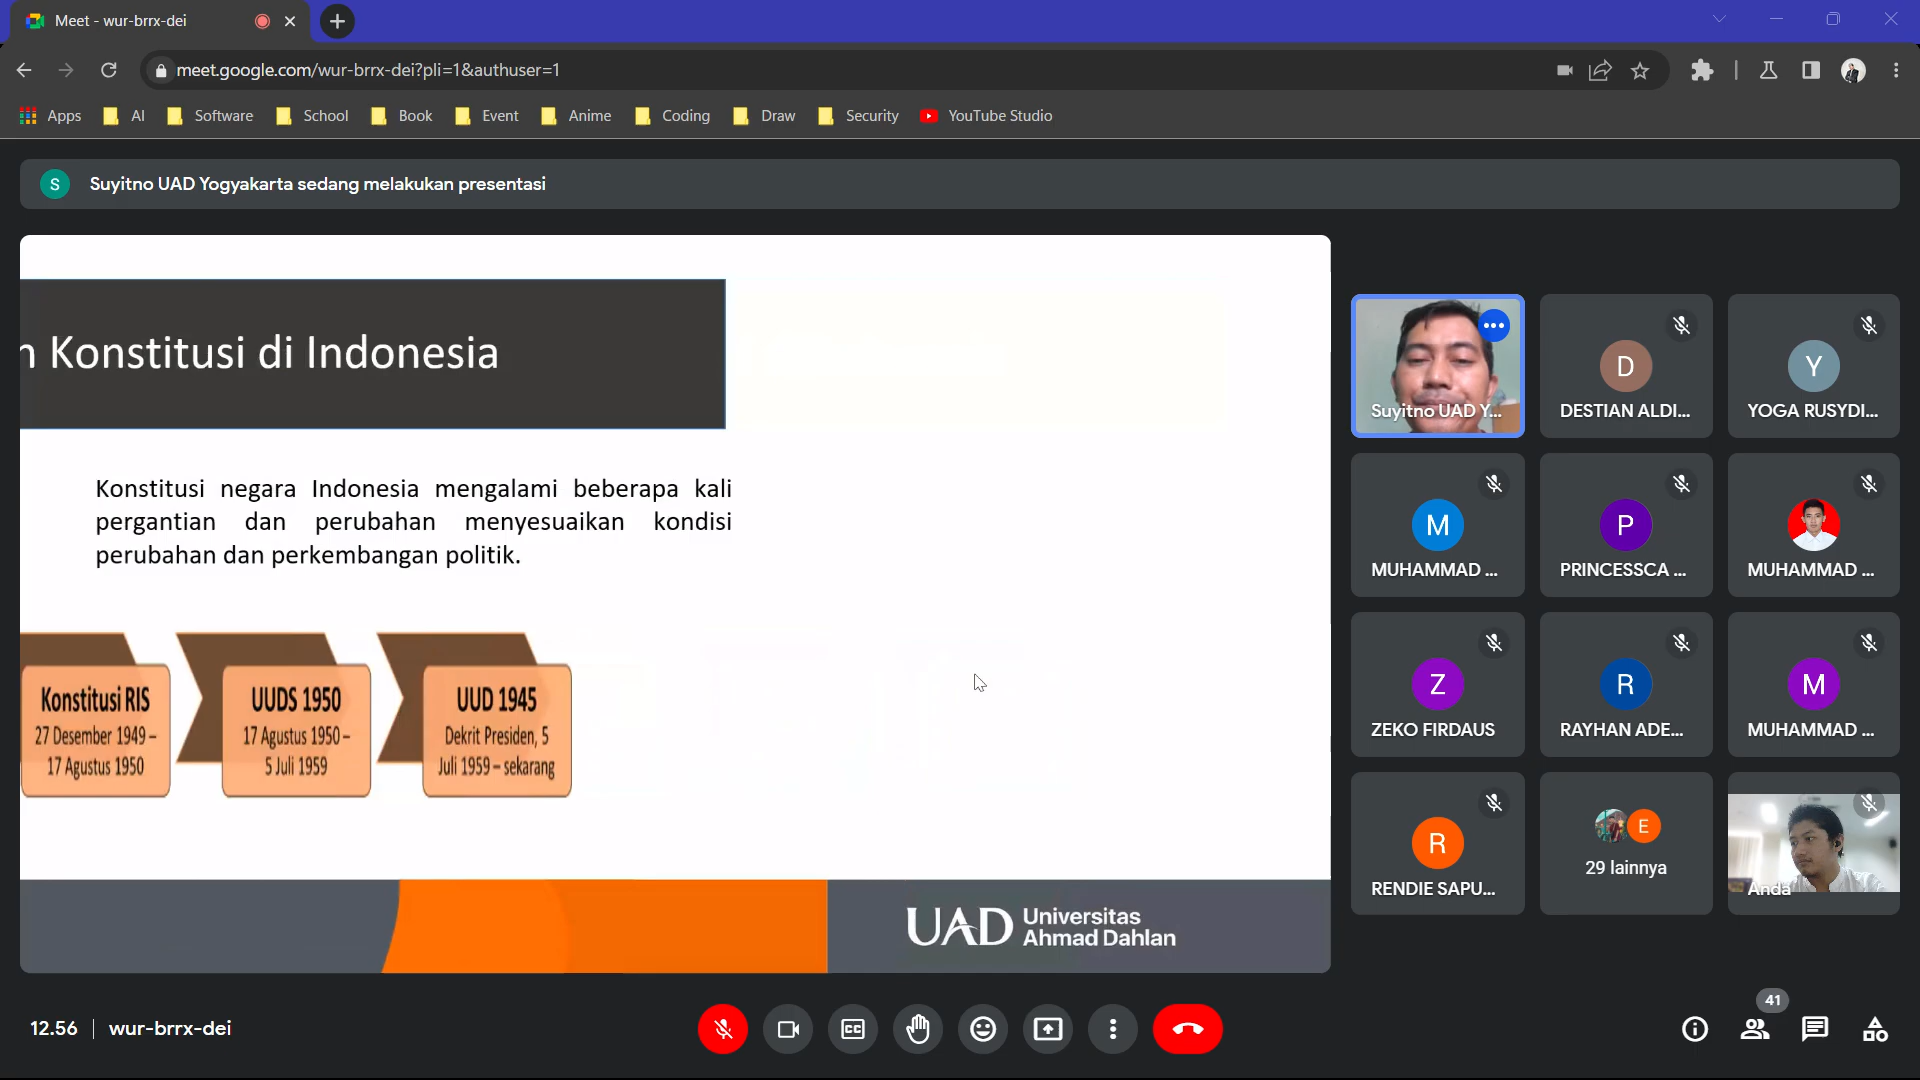 Meet - wur-brrx-dei
meet.google.com/wur-brrx-dei?pli=1&authuser=1
Apps AI Software School Book Event Anime Coding Draw Security YouTube Studio
S Suyitno UAD Yogyakarta sedang melakukan presentasi
Konstitusi di Indonesia
Konstitusi negara Indonesia mengalami beberapa kali
pergantian dan perubahan menyesuaikan kondisi
perubahan dan perkembangan politik.
Konstitusi RIS
27 Desember 1949 –
17 Agustus 1950
UUDS 1950
17 Agustus 1950 –
5 Juli 1959
UUD 1945
Dekrit Presiden, 5
Juli 1959 – sekarang
UAD Universitas
Ahmad Dahlan
Suyitno UAD Y...
D
DESTIAN ALDI...
Y
YOGA RUSYDI...
M
MUHAMMAD ...
P
PRINCESSCA ...
MUHAMMAD ...
Z
ZEKO FIRDAUS
R
RAYHAN ADE...
M
MUHAMMAD ...
R
RENDIE SAPU...
E
29 lainnya
Anda
12.56 wur-brrx-dei
CC
41